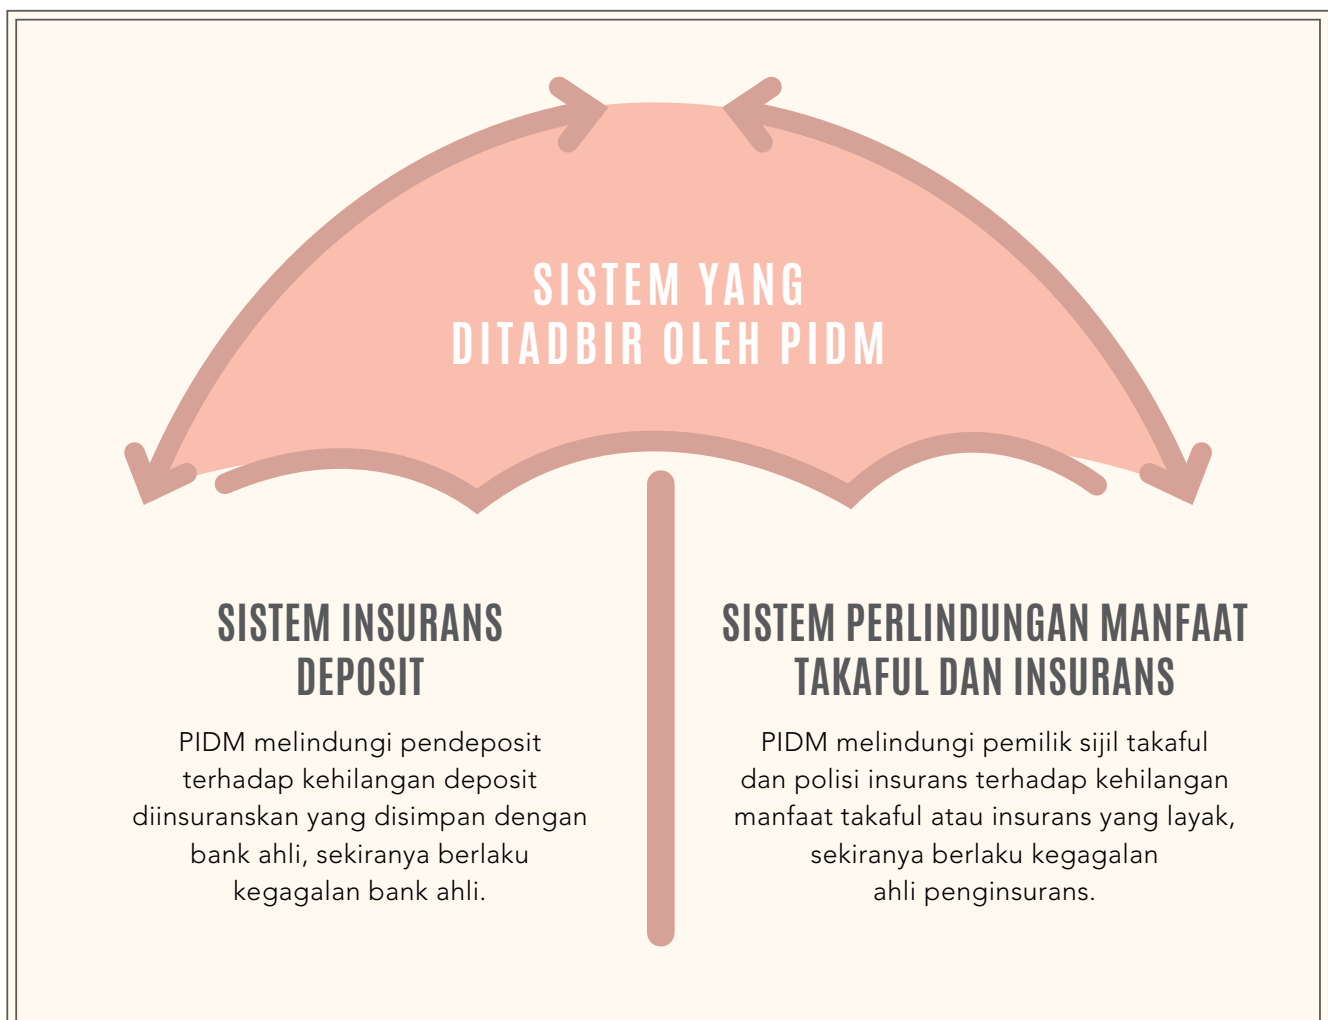 SISTEM YANG
DITADBIR OLEH PIDM
SISTEM INSURANS
DEPOSIT
PIDM melindungi pendeposit
terhadap kehilangan deposit
diinsuranskan yang disimpan dengan
bank ahli, sekiranya berlaku
kegagalan bank ahli.
SISTEM PERLINDUNGAN MANFAAT
TAKAFUL DAN INSURANS
PIDM melindungi pemilik sijil takaful
dan polisi insurans terhadap kehilangan
manfaat takaful atau insurans yang layak,
sekiranya berlaku kegagalan
ahli penginsurans.